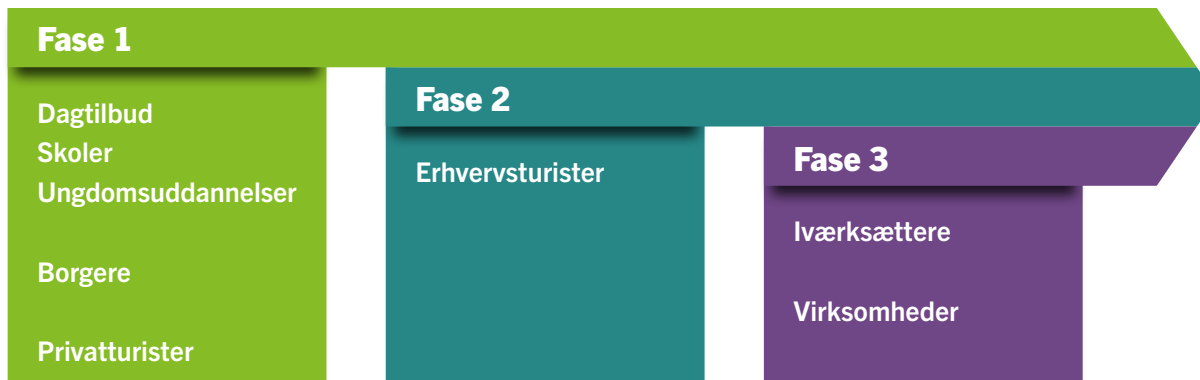 Fase 1
Dagtilbud
Skoler
Ungdomsuddannelser
Borgere
Privatturister
Fase 2
Erhvervsturister
Fase 3
Iværksættere
Virksomheder